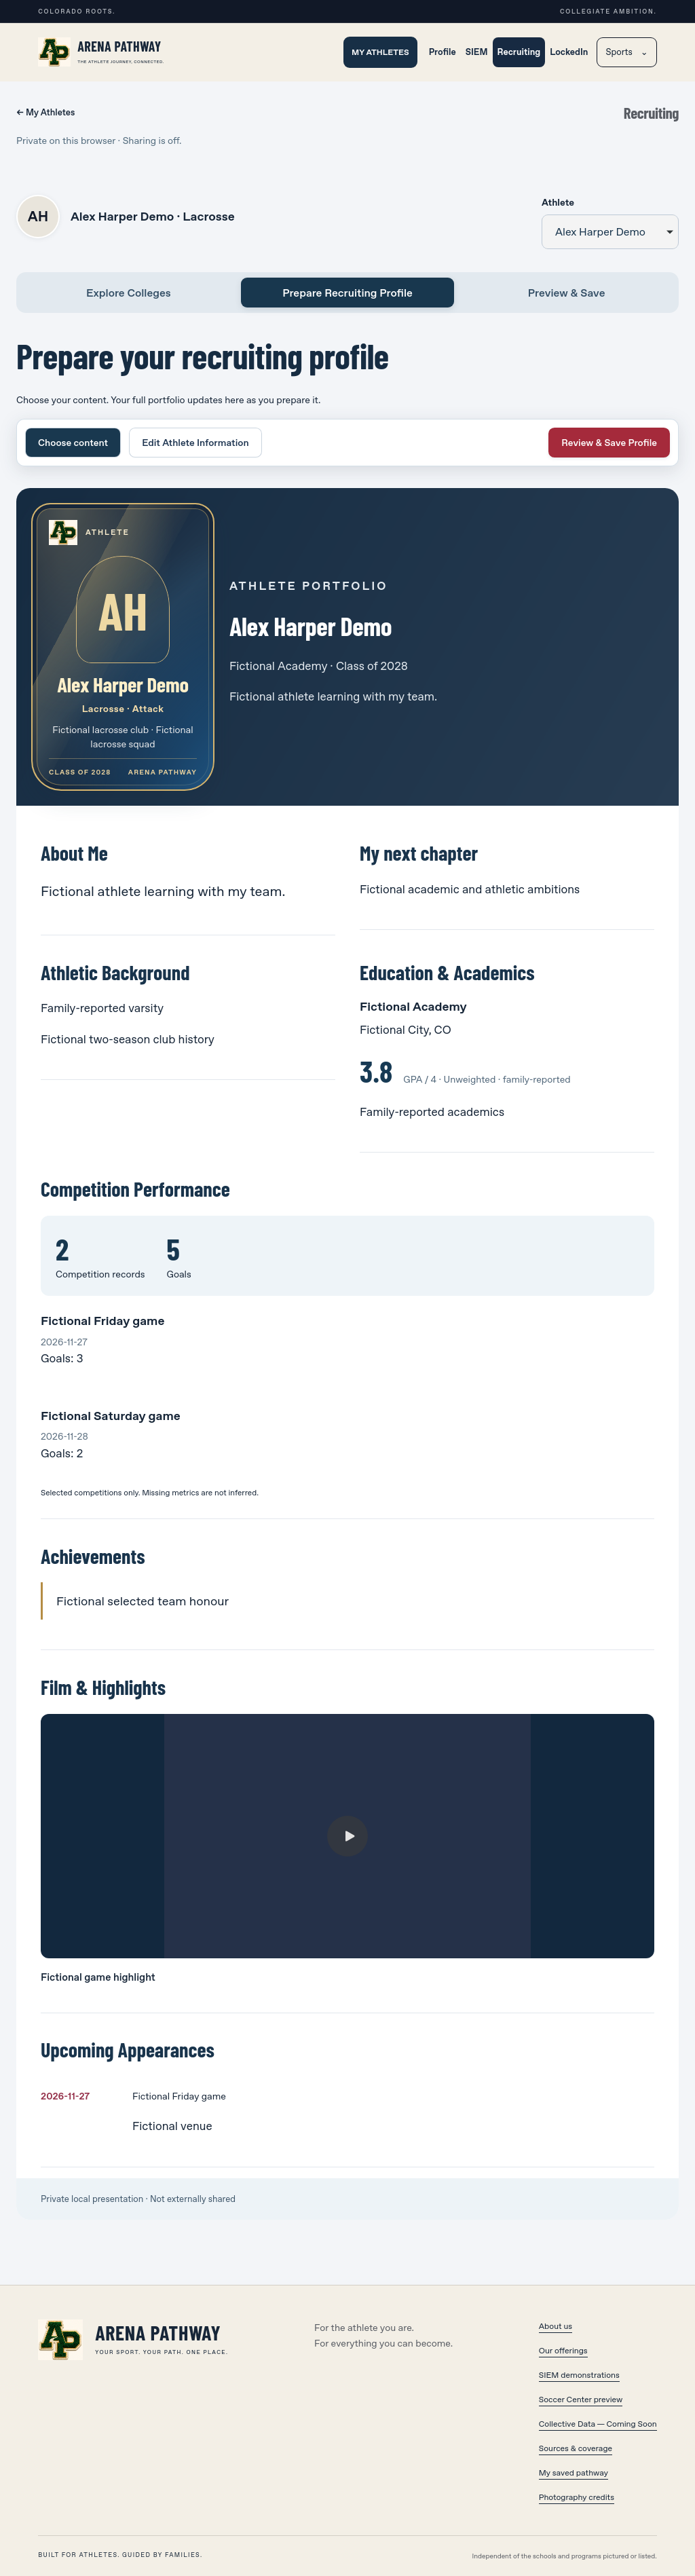 COLORADO ROOTS.
COLLEGIATE AMBITION.
AP
ARENA PATHWAY
THE ATHLETE JOURNEY, CONNECTED.
MY ATHLETES
Profile
SIEM
Recruiting
LockedIn
Sports
← My Athletes
Recruiting
Private on this browser · Sharing is off.
AH
Alex Harper Demo · Lacrosse
Athlete
Alex Harper Demo
Explore Colleges
Prepare Recruiting Profile
Preview & Save
Prepare your recruiting profile
Choose your content. Your full portfolio updates here as you prepare it.
Choose content
Edit Athlete Information
Review & Save Profile
AP
ATHLETE
AH
Alex Harper Demo
Lacrosse · Attack
Fictional lacrosse club · Fictional
lacrosse squad
CLASS OF 2028
ARENA PATHWAY
ATHLETE PORTFOLIO
Alex Harper Demo
Fictional Academy · Class of 2028
Fictional athlete learning with my team.
About Me
Fictional athlete learning with my team.
My next chapter
Fictional academic and athletic ambitions
Athletic Background
Family-reported varsity
Fictional two-season club history
Education & Academics
Fictional Academy
Fictional City, CO
3.8 GPA / 4 · Unweighted · family-reported
Family-reported academics
Competition Performance
2
Competition records
5
Goals
Fictional Friday game
2026-11-27
Goals: 3
Fictional Saturday game
2026-11-28
Goals: 2
Selected competitions only. Missing metrics are not inferred.
Achievements
Fictional selected team honour
Film & Highlights
Fictional game highlight
Upcoming Appearances
2026-11-27
Fictional Friday game
Fictional venue
Private local presentation · Not externally shared
AP
ARENA PATHWAY
YOUR SPORT. YOUR PATH. ONE PLACE.
For the athlete you are.
For everything you can become.
About us
Our offerings
SIEM demonstrations
Soccer Center preview
Collective Data — Coming Soon
Sources & coverage
My saved pathway
Photography credits
BUILT FOR ATHLETES. GUIDED BY FAMILIES.
Independent of the schools and programs pictured or listed.